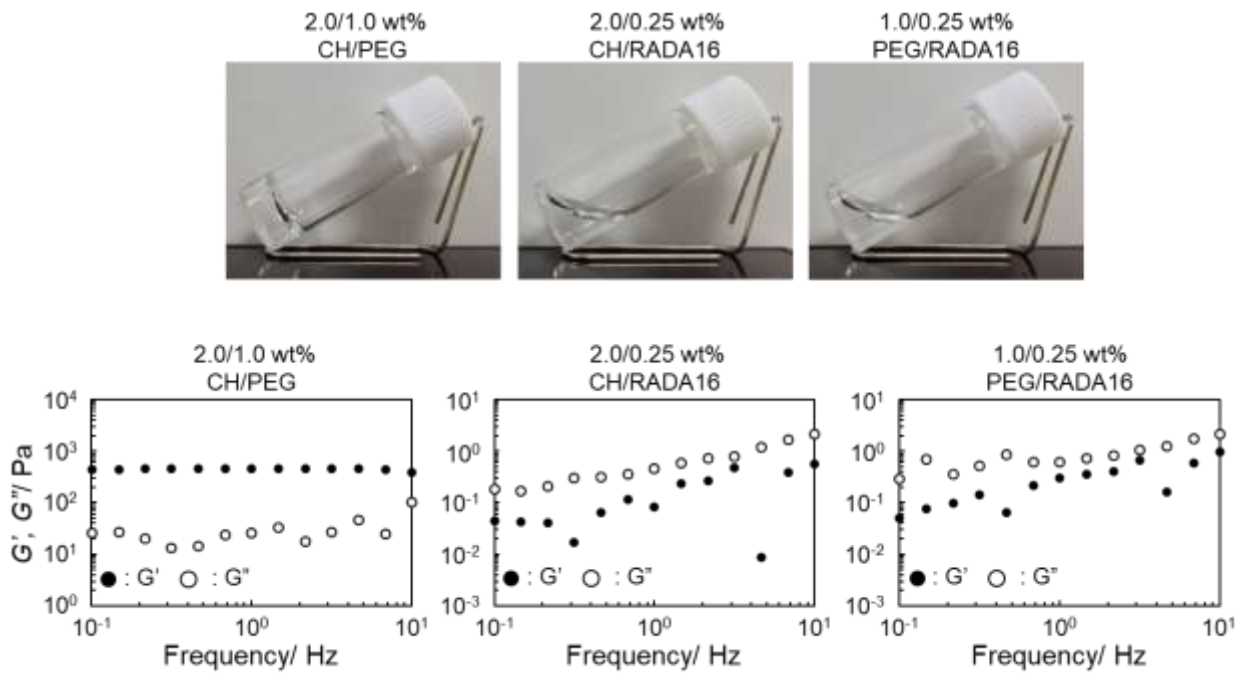 2.0/1.0 wt%
CH/PEG
2.0/0.25 wt%
CH/RADA16
1.0/0.25 wt%
PEG/RADA16
2.0/1.0 wt%
CH/PEG
2.0/0.25 wt%
CH/RADA16
1.0/0.25 wt%
PEG/RADA16
G', G"/ Pa
10⁴
10³
10²
10¹
10⁰
● : G' ○ : G"
10⁻¹ 10⁰ 10¹
Frequency/ Hz
10¹
10⁰
10⁻¹
10⁻²
10⁻³
● : G' ○ : G"
10⁻¹ 10⁰ 10¹
Frequency/ Hz
10¹
10⁰
10⁻¹
10⁻²
10⁻³
● : G' ○ : G"
10⁻¹ 10⁰ 10¹
Frequency/ Hz